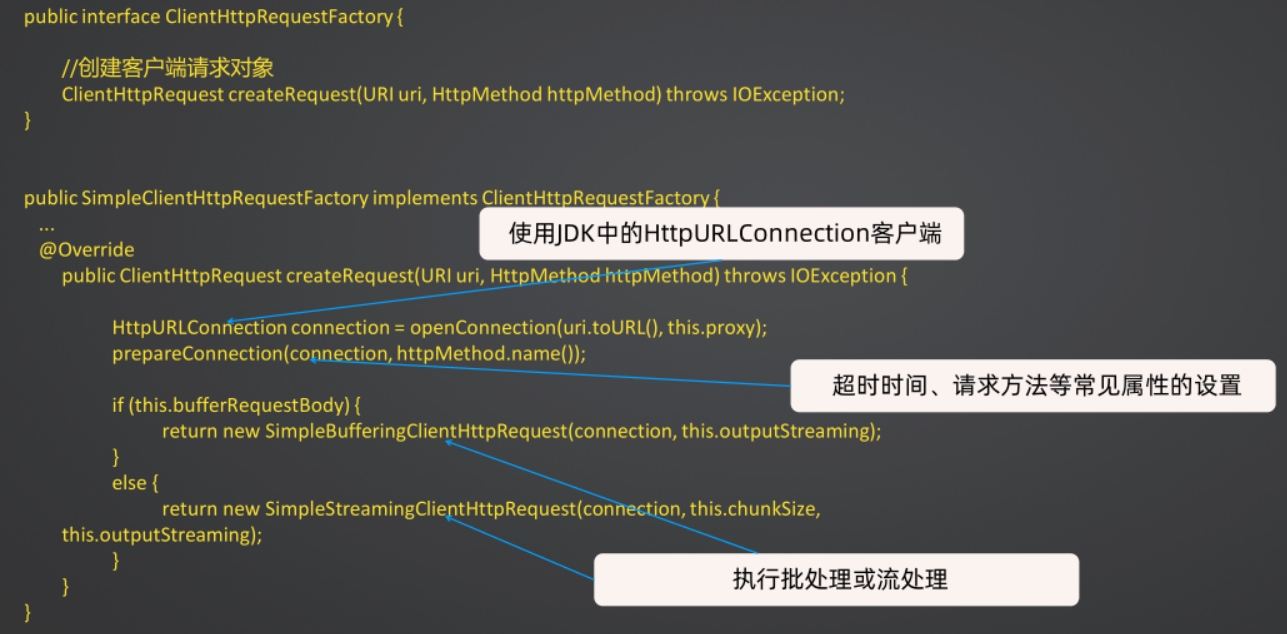 public interface ClientHttpRequestFactory {
//创建客户端请求对象
ClientHttpRequest createRequest(URI uri, HttpMethod httpMethod) throws IOException;
}
public SimpleClientHttpRequestFactory implements ClientHttpRequestFactory {
...
使用JDK中的HttpURLConnection客户端
@Override
public ClientHttpRequest createRequest(URI uri, HttpMethod httpMethod) throws IOException {
HttpURLConnection connection = openConnection(uri.toURL(), this.proxy);
prepareConnection(connection, httpMethod.name());
超时时间、请求方法等常见属性的设置
if (this.bufferRequestBody) {
return new SimpleBufferingClientHttpRequest(connection, this.outputStreaming);
}
else {
return new SimpleStreamingClientHttpRequest(connection, this.chunkSize,
this.outputStreaming);
}
执行批处理或流处理
}
}